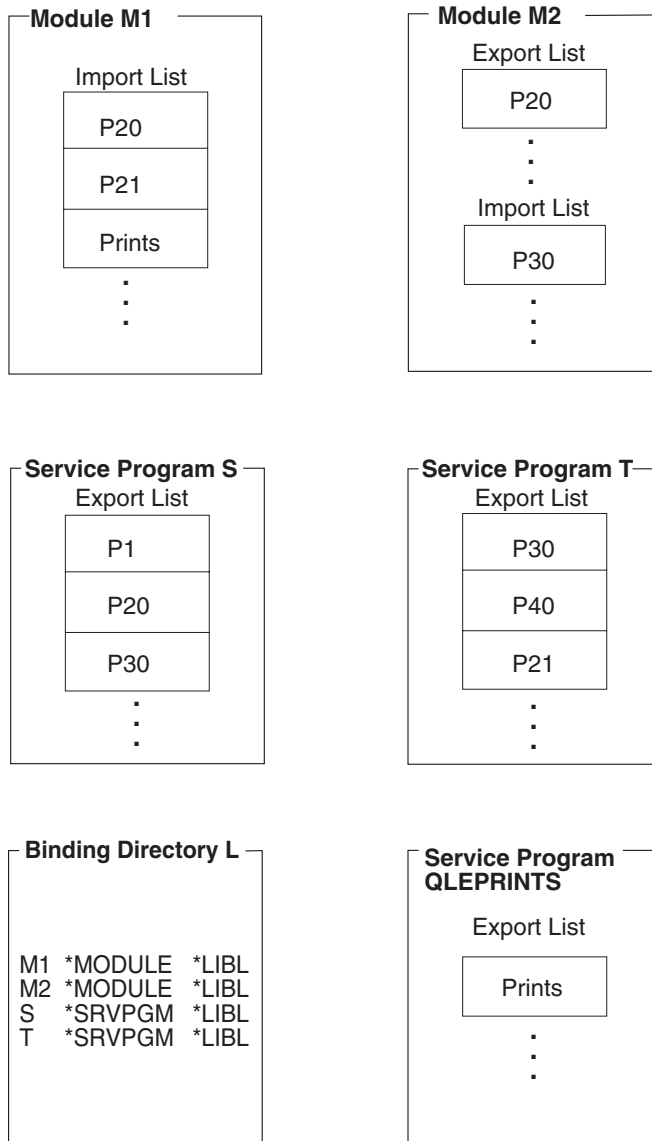 Module M1
Import List
P20
P21
Prints
.
.
.
Module M2
Export List
P20
.
.
.
Import List
P30
.
.
.
Service Program S
Export List
P1
P20
P30
.
.
.
Service Program T
Export List
P30
P40
P21
.
.
.
Binding Directory L
M1 *MODULE *LIBL
M2 *MODULE *LIBL
S *SRVPGM *LIBL
T *SRVPGM *LIBL
Service Program
QLEPRINTS
Export List
Prints
.
.
.